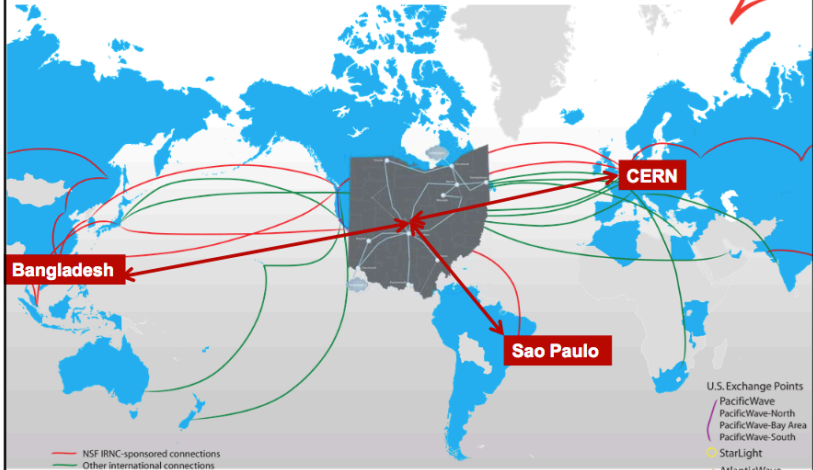 CERN
Bangladesh
Sao Paulo
U.S. Exchange Points
PacificWave
PacificWave-North
PacificWave-Bay Area
PacificWave-South
StarLight
AtlanticWave
NSF IRNC-sponsored connections
Other international connections